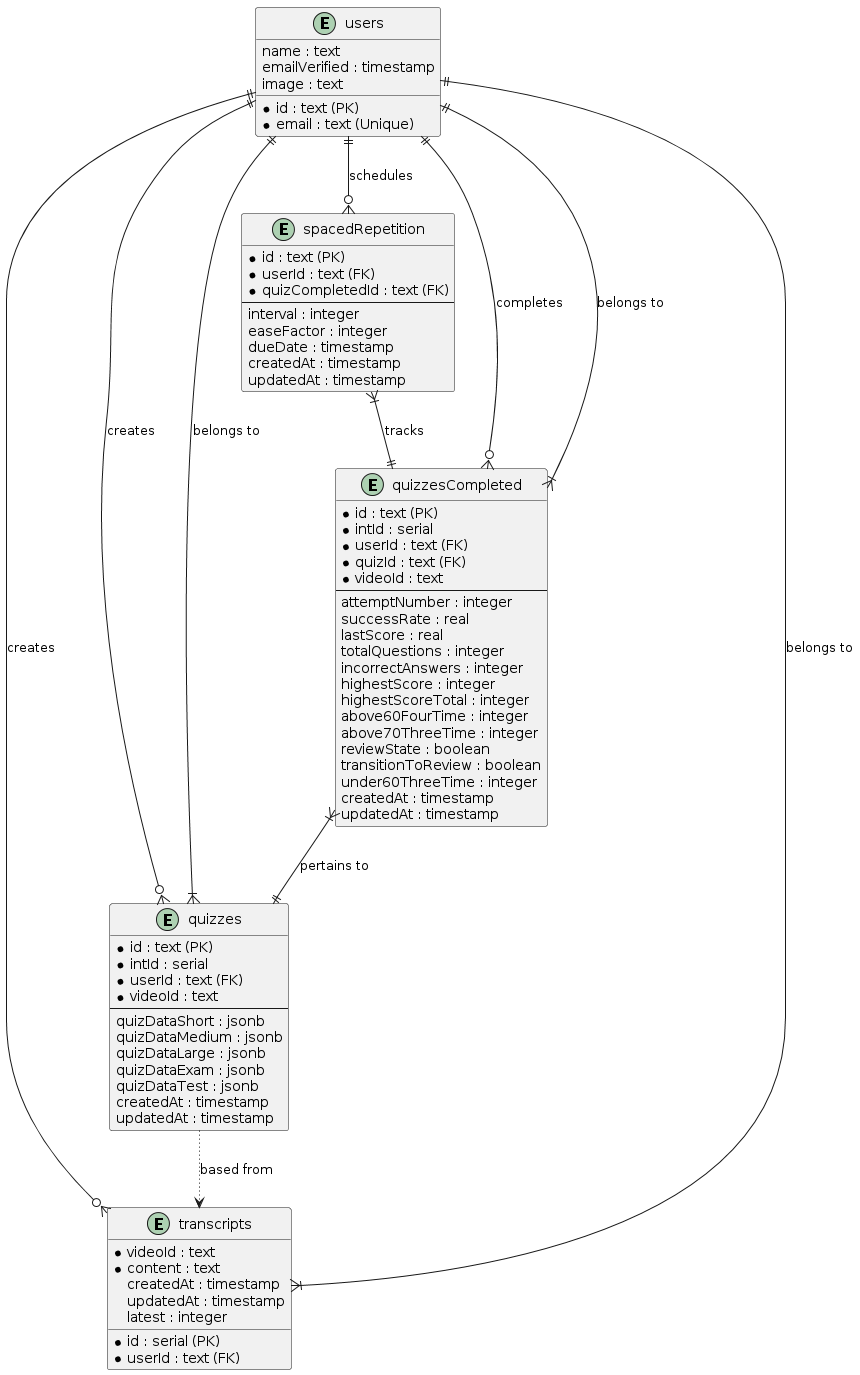 E users
name : text
emailVerified : timestamp
image : text
id : text (PK)
email : text (Unique)
schedules
E spacedRepetition
id : text (PK)
userId : text (FK)
quizCompletedId : text (FK)
interval : integer
easeFactor : integer
dueDate : timestamp
createdAt : timestamp
updatedAt : timestamp
completes
belongs to
creates
belongs to
tracks
E quizzesCompleted
id : text (PK)
intId : serial
userId : text (FK)
quizId : text (FK)
videoId : text
attemptNumber : integer
successRate : real
lastScore : real
totalQuestions : integer
incorrectAnswers : integer
highestScore : integer
highestScoreTotal : integer
above60FourTime : integer
above70ThreeTime : integer
reviewState : boolean
transitionToReview : boolean
under60ThreeTime : integer
createdAt : timestamp
updatedAt : timestamp
creates
belongs to
pertains to
E quizzes
id : text (PK)
intId : serial
userId : text (FK)
videoId : text
quizDataShort : jsonb
quizDataMedium : jsonb
quizDataLarge : jsonb
quizDataExam : jsonb
quizDataTest : jsonb
createdAt : timestamp
updatedAt : timestamp
based from
E transcripts
videoId : text
content : text
createdAt : timestamp
updatedAt : timestamp
latest : integer
id : serial (PK)
userId : text (FK)